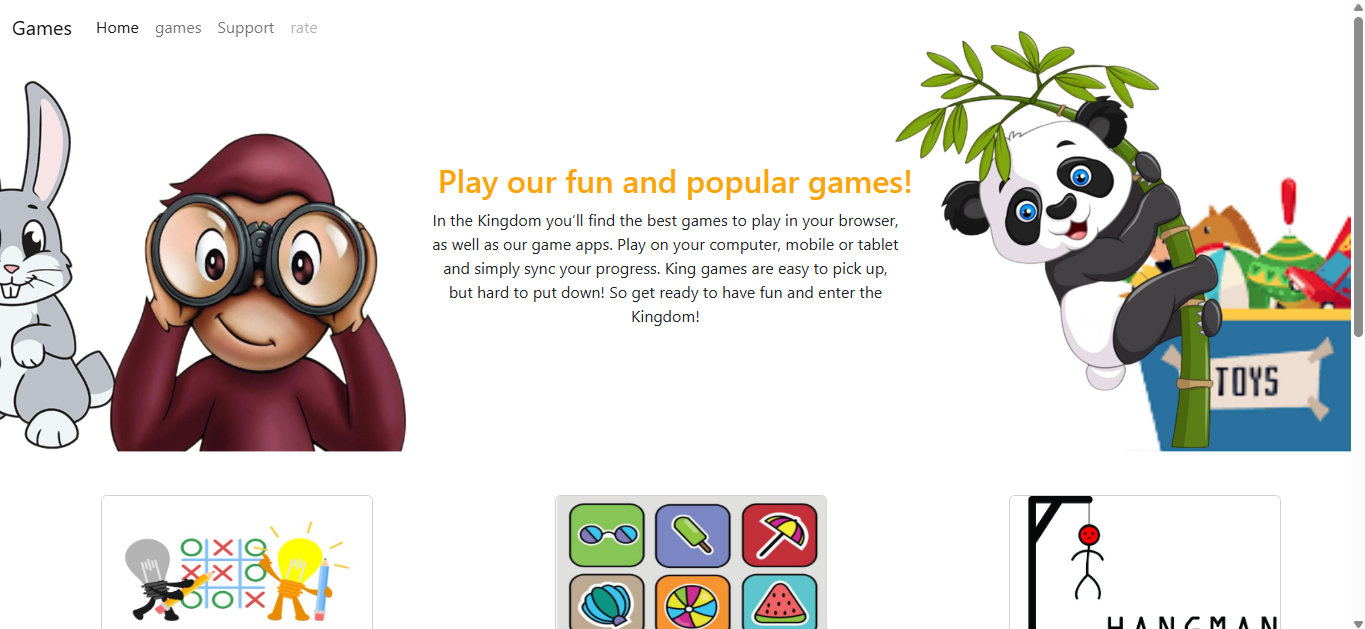 Games Home games Support rate
Play our fun and popular games!
In the Kingdom you’ll find the best games to play in your browser,
as well as our game apps. Play on your computer, mobile or tablet
and simply sync your progress. King games are easy to pick up,
but hard to put down! So get ready to have fun and enter the
Kingdom!
TOYS
HANGMAN